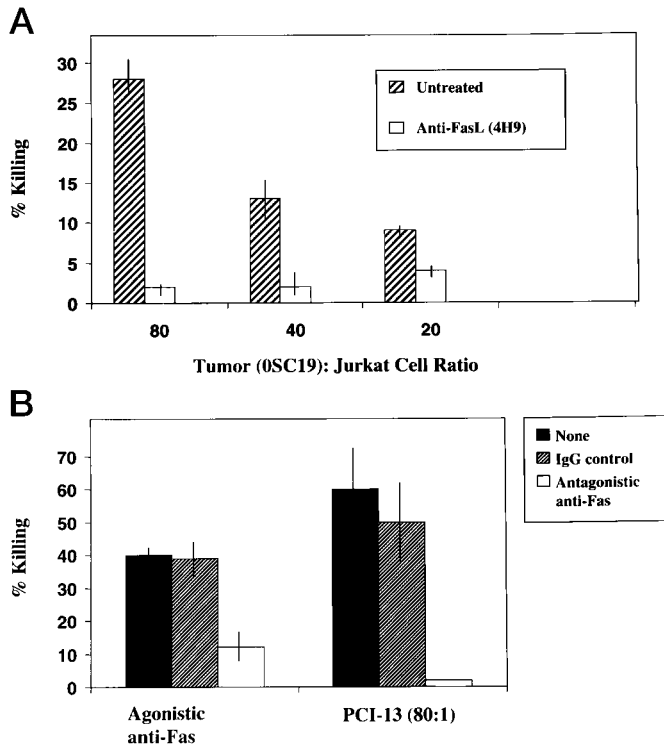 A
% Killing
30
25
20
15
10
5
0
Untreated
Anti-FasL (4H9)
80
40
20
Tumor (0SC19): Jurkat Cell Ratio
B
% Killing
70
60
50
40
30
20
10
0
None
IgG control
Antagonistic
anti-Fas
Agonistic
anti-Fas
PCI-13 (80:1)